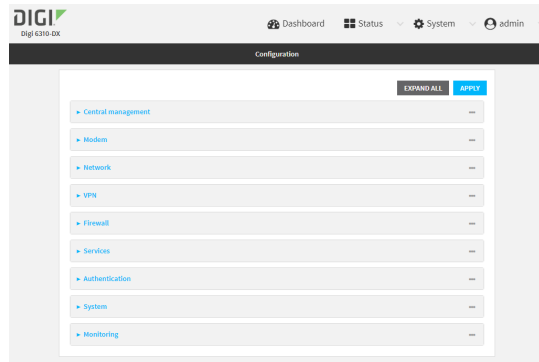 DIGI
Digi 6310-DX
Dashboard Status System admin
Configuration
EXPAND ALL APPLY
Central management
Modem
Network
VPN
Firewall
Services
Authentication
System
Monitoring